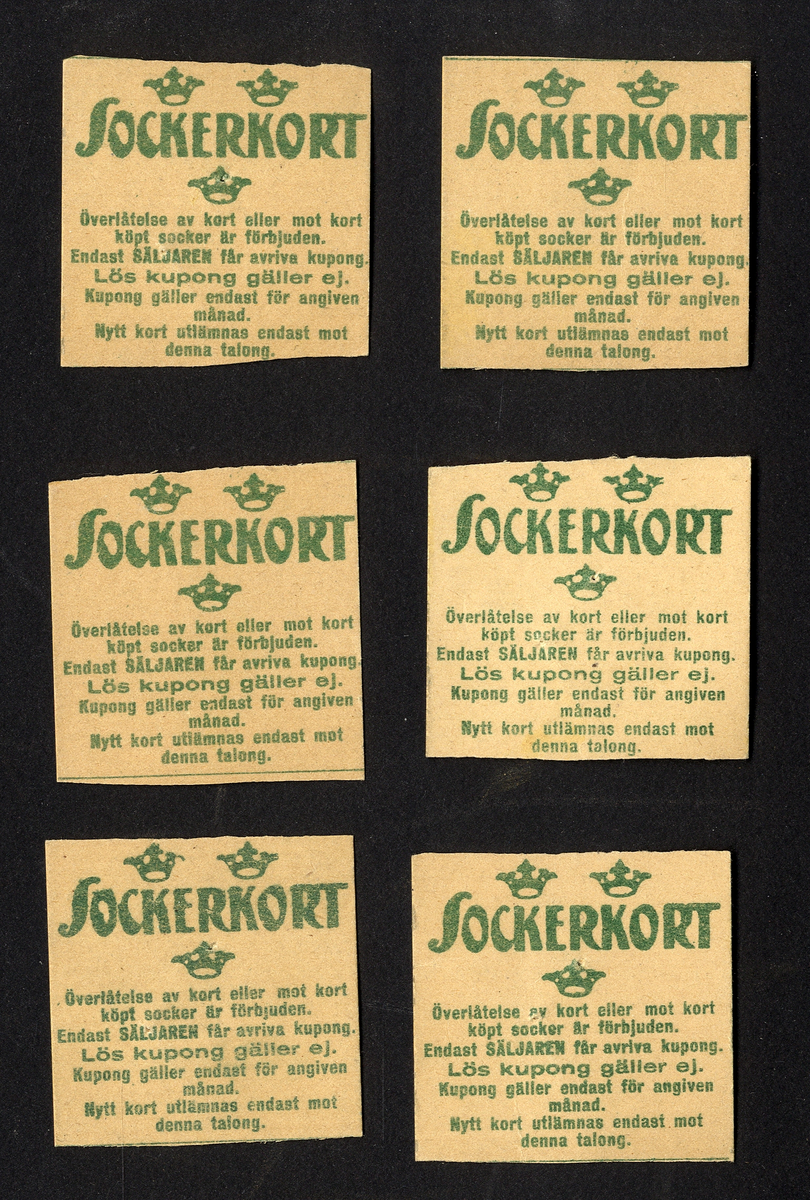 SOCKERKORT
Överlåtelse av kort eller mot kort
köpt socker är förbjuden.
Endast SÄLJAREN får avriva kupong.
Lös kupong gäller ej.
Kupong gäller endast för angiven
månad.
Nytt kort utlämnas endast mot
denna talong.
SOCKERKORT
Överlåtelse av kort eller mot kort
köpt socker är förbjuden.
Endast SÄLJAREN får avriva kupong.
Lös kupong gäller ej.
Kupong gäller endast för angiven
månad.
Nytt kort utlämnas endast mot
denna talong.
SOCKERKORT
Överlåtelse av kort eller mot kort
köpt socker är förbjuden.
Endast SÄLJAREN får avriva kupong.
Lös kupong gäller ej.
Kupong gäller endast för angiven
månad.
Nytt kort utlämnas endast mot
denna talong.
SOCKERKORT
Överlåtelse av kort eller mot kort
köpt socker är förbjuden.
Endast SÄLJAREN får avriva kupong.
Lös kupong gäller ej.
Kupong gäller endast för angiven
månad.
Nytt kort utlämnas endast mot
denna talong.
SOCKERKORT
Överlåtelse av kort eller mot kort
köpt socker är förbjuden.
Endast SÄLJAREN får avriva kupong.
Lös kupong gäller ej.
Kupong gäller endast för angiven
månad.
Nytt kort utlämnas endast mot
denna talong.
SOCKERKORT
Överlåtelse av kort eller mot kort
köpt socker är förbjuden.
Endast SÄLJAREN får avriva kupong.
Lös kupong gäller ej.
Kupong gäller endast för angiven
månad.
Nytt kort utlämnas endast mot
denna talong.